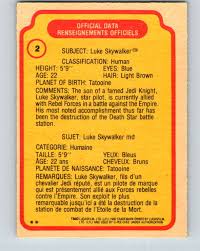 OFFICIAL DATA
RENSEIGNEMENTS OFFICIELS
2
SUBJECT: Luke Skywalker™
CLASSIFICATION: Human
HEIGHT: 5'9" EYES: Blue
AGE: 22 HAIR: Light Brown
PLANET OF BIRTH: Tatooine
COMMENTS: The son of a famed Jedi Knight,
Luke Skywalker, star pilot, is currently allied
with Rebel Forces in a battle against the Empire.
His most noted accomplishment thus far has
been the destruction of the Death Star battle
station.
SUJET: Luke Skywalker md
CATEGORIE: Humaine
TAILLE: 5'9" YEUX: Bleus
ÂGE: 22 ans CHEVEUX: Bruns
PLANETE DE NAISSANCE: Tatooine
REMARQUES: Luke Skywalker, fils d'un
chevalier Jedi réputé, est un pilote de marque
qui est présentement allié aux Forces rebelles
contre l'Empire. Son exploit le plus
remarquable jusqu'ici a été la destruction de la
station de combat de l'Etoile de la Mort.